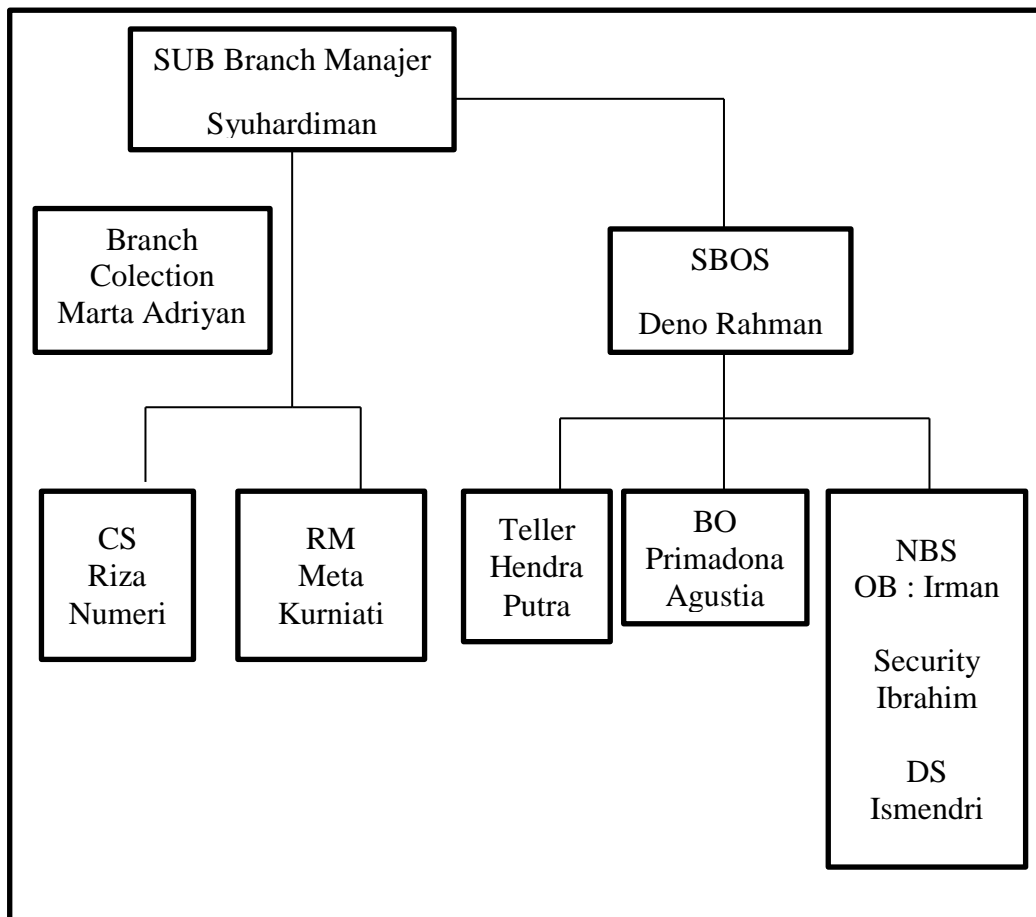 SUB Branch Manajer
Syuhardiman
Branch
Colection
Marta Adriyan
SBOS
Deno Rahman
CS
Riza
Numeri
RM
Meta
Kurniati
Teller
Hendra
Putra
BO
Primadona
Agustia
NBS
OB : Irman
Security
Ibrahim
DS
Ismendri